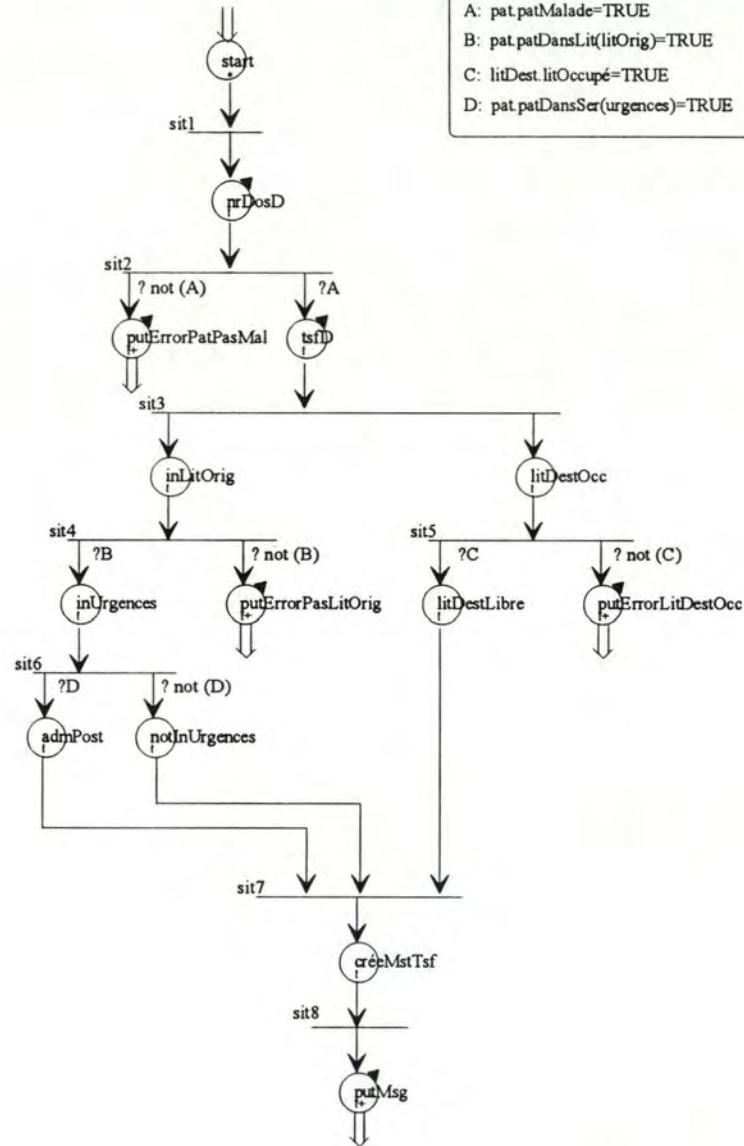 A: pat.patMalade=TRUE
B: pat.patDansLit(litOrig)=TRUE
C: litDest.litOccupé=TRUE
D: pat.patDansSer(urgences)=TRUE
start
*
sit1
nrDosD
!
sit2
? not (A)
?A
putErrorPatPasMal
!+
tsfD
!
sit3
inLitOrig
!
litDestOcc
!
sit4
?B
? not (B)
sit5
?C
? not (C)
inUrgences
!
putErrorPasLitOrig
!+
litDestLibre
!
putErrorLitDestOcc
!+
sit6
?D
? not (D)
admPost
!
notInUrgences
!
sit7
créeMstTsf
!
sit8
putMsg
!+